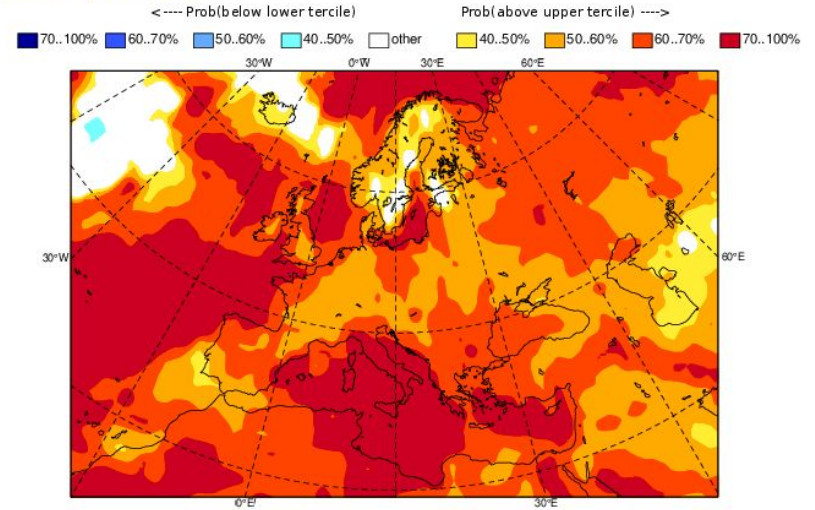 <---- Prob(below lower tercile) Prob(above upper tercile) ---->
70..100% 60..70% 50..60% 40..50% other 40..50% 50..60% 60..70% 70..100%
30°W 0°W 30°E 60°E
30°W 60°E
0°E 30°E